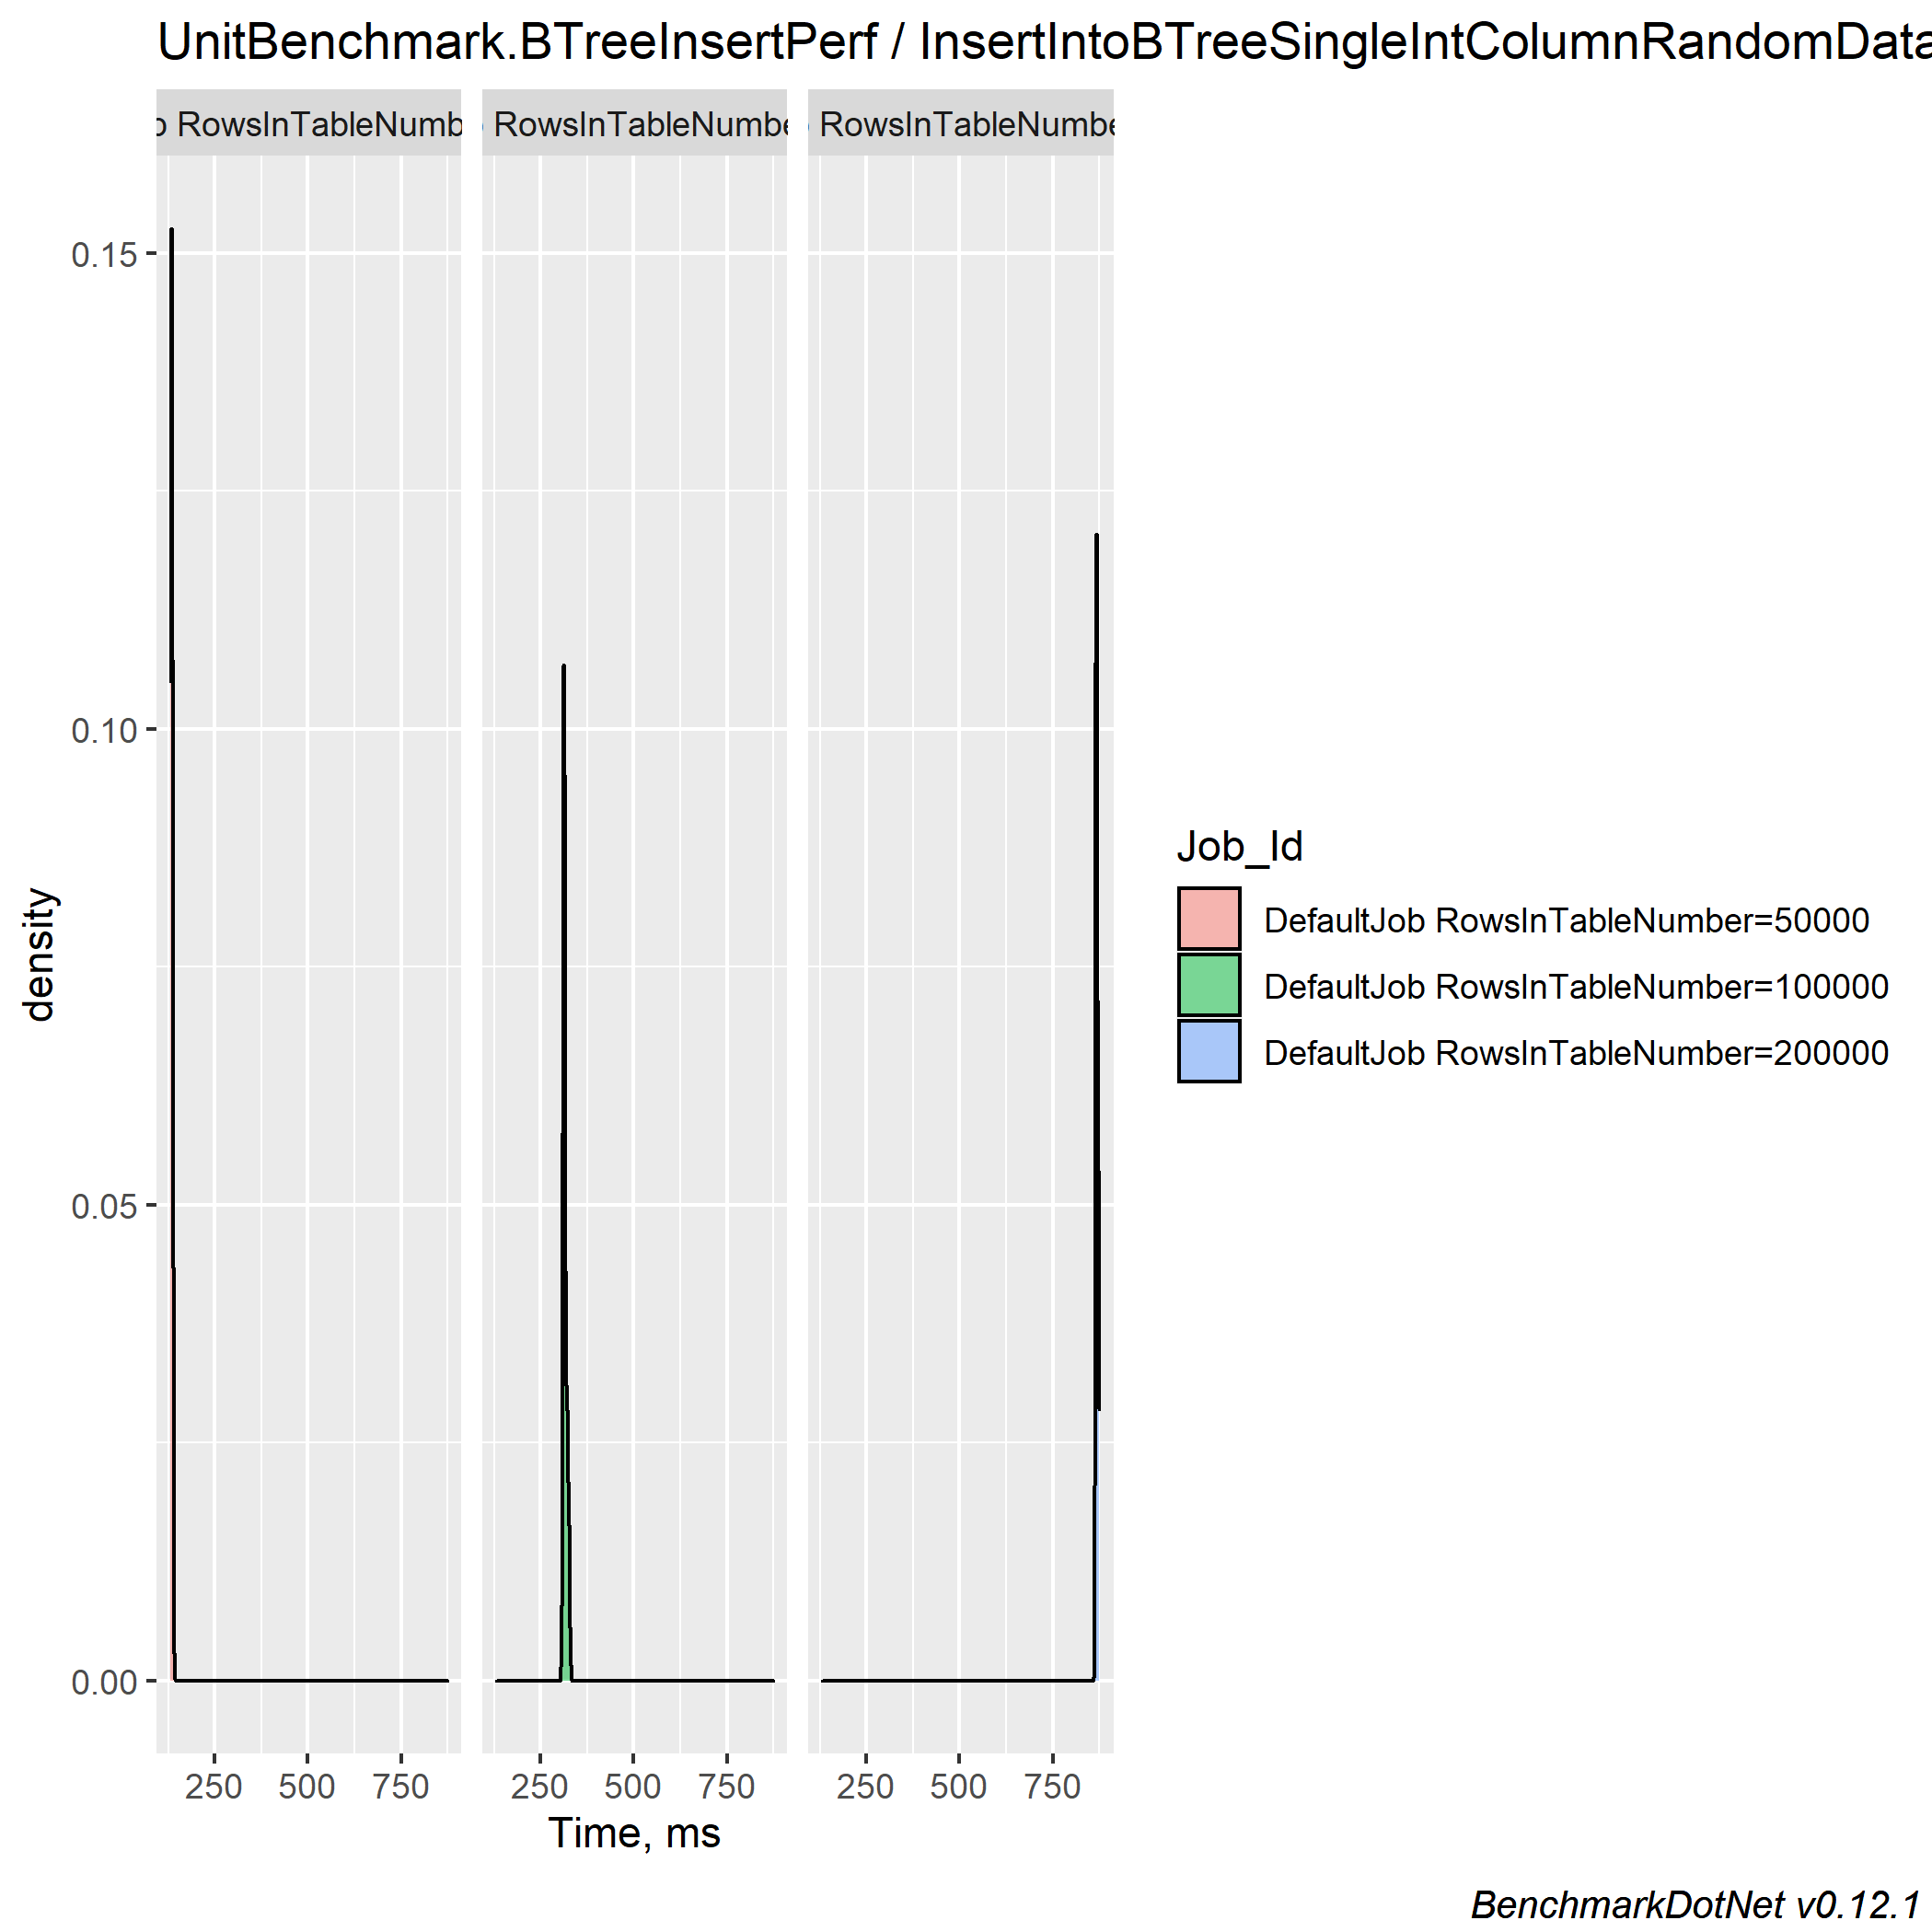 UnitBenchmark.BTreeInsertPerf / InsertIntoBTreeSingleIntColumnRandomData
RowsInTableNumb RowsInTableNumbe RowsInTableNumbe
0.15
0.10
0.05
0.00
density
250 500 750 250 500 750 250 500 750
Time, ms
Job_Id
DefaultJob RowsInTableNumber=50000
DefaultJob RowsInTableNumber=100000
DefaultJob RowsInTableNumber=200000
BenchmarkDotNet v0.12.1